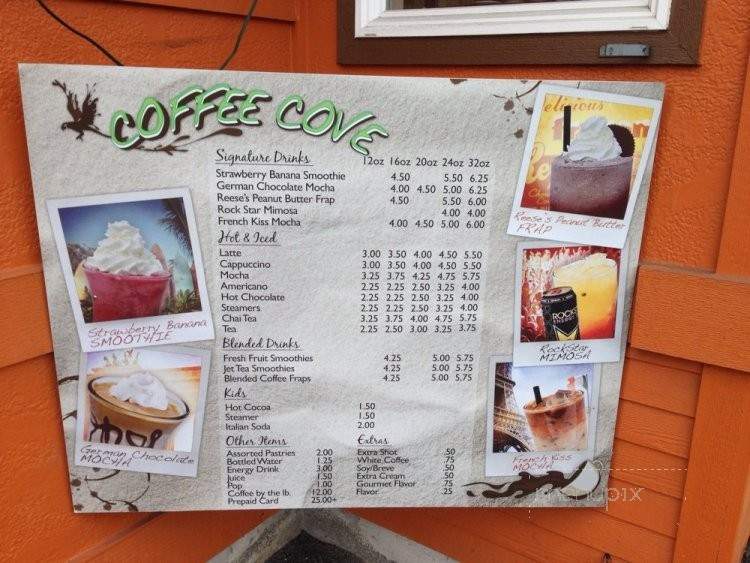 COFFEE COVE
Signature Drinks 12oz 16oz 20oz 24oz 32oz
Strawberry Banana Smoothie 4.50 5.50 6.25
German Chocolate Mocha 4.00 4.50 5.00 6.25
Reese's Peanut Butter Frap 4.50 5.50 6.00
Rock Star Mimosa 4.00 4.00
French Kiss Mocha 4.00 4.50 5.00 6.00
Hot & Iced
Latte 3.00 3.50 4.00 4.50 5.50
Cappuccino 3.00 3.50 4.00 4.50 5.50
Mocha 3.25 3.75 4.25 4.75 5.75
Americano 2.25 2.25 2.50 3.25 4.00
Hot Chocolate 2.25 2.25 2.50 3.25 4.00
Steamers 2.25 2.25 2.50 3.25 4.00
Chai Tea 3.25 3.75 4.00 4.75 5.75
Tea 2.25 2.50 3.00 3.25 3.75
Blended Drinks
Fresh Fruit Smoothies 4.25 5.00 5.75
Jet Tea Smoothies 4.25 5.00 5.75
Blended Coffee Fraps 4.25 5.00 5.75
Kids
Hot Cocoa 1.50
Steamer 1.50
Italian Soda 2.00
Other Items
Assorted Pastries 2.00
Bottled Water 1.25
Energy Drink 3.00
Juice 1.50
Pop 1.00
Coffee by the lb. 12.00
Prepaid Card 25.00+
Extras
Extra Shot .50
White Coffee .75
Soy/Breve .50
Extra Cream .50
Gourmet Flavor .75
Flavor .25
Strawberry Banana
SMOOTHIE
German Chocolate
MOCHA
elicious
Reese's Peanut Butter
FRAP
ROCKST
ENERGY
RockStar
MIMOSA
French Kiss
MOCHA
menupix